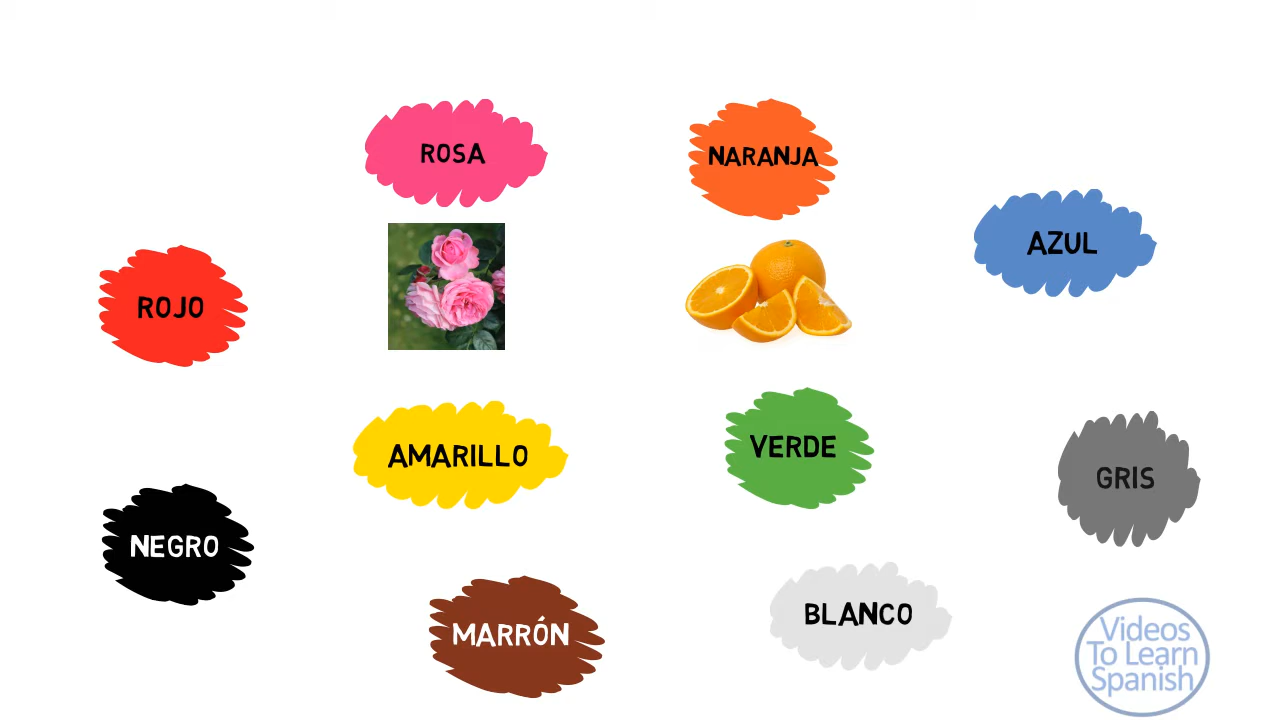 ROSA
NARANJA
AZUL
ROJO
AMARILLO
VERDE
GRIS
NEGRO
MARRÓN
BLANCO
Videos
To Learn
Spanish